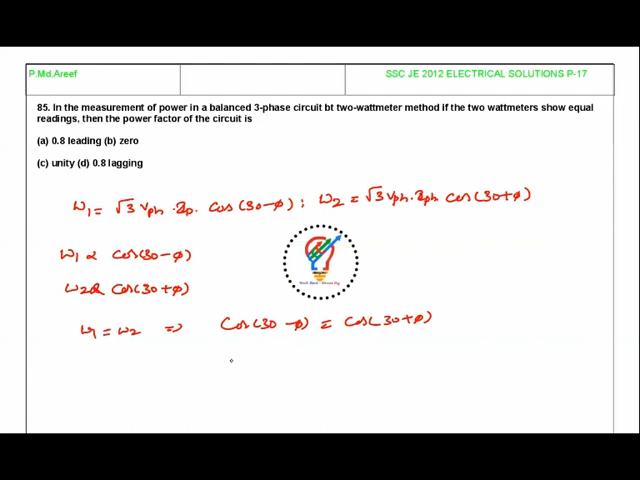 P.Md.Areef
SSC JE 2012 ELECTRICAL SOLUTIONS P-17
85. In the measurement of power in a balanced 3-phase circuit bt two-wattmeter method if the two wattmeters show equal
readings, then the power factor of the circuit is
(a) 0.8 leading (b) zero
(c) unity (d) 0.8 lagging
W1 = √3 Vph . Ip. cos(30-ϕ) ; W2 = √3 Vph. Iph cos(30+ϕ)
W1 α cos(30-ϕ)
W2 α cos(30+ϕ)
W1 = W2 => cos(30-ϕ) = cos(30+ϕ)